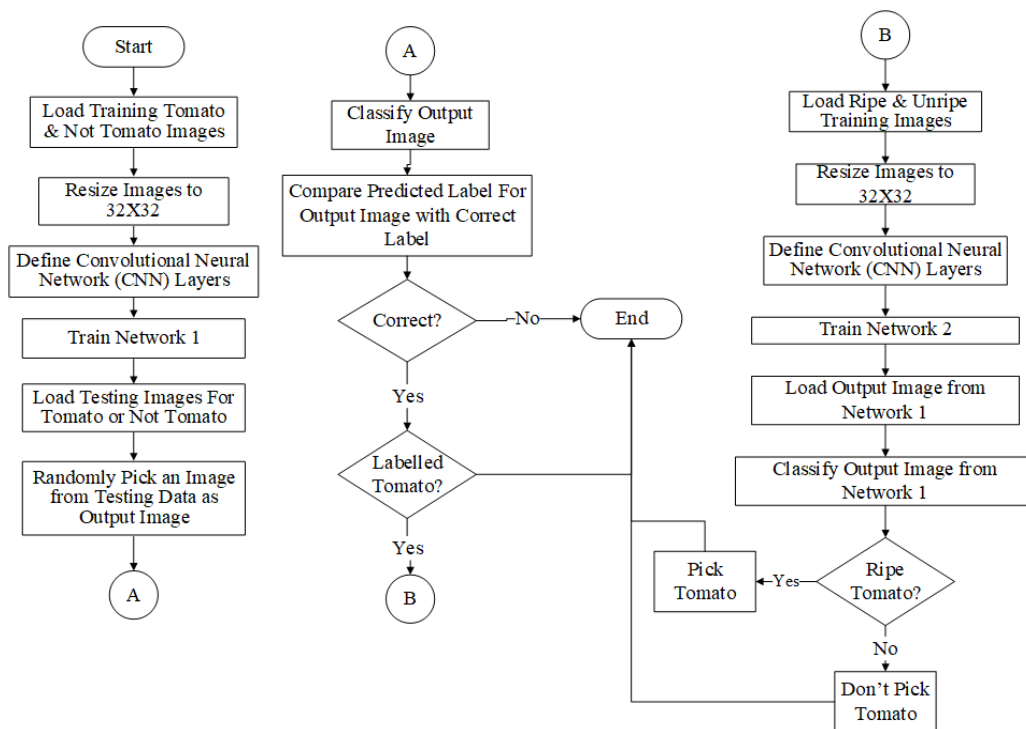 Start
Load Training Tomato
& Not Tomato Images
Resize Images to
32X32
Define Convolutional Neural
Network (CNN) Layers
Train Network 1
Load Testing Images For
Tomato or Not Tomato
Randomly Pick an Image
from Testing Data as
Output Image
A
A
Classify Output
Image
Compare Predicted Label For
Output Image with Correct
Label
Correct?
No
End
Yes
Labelled
Tomato?
Yes
B
B
Load Ripe & Unripe
Training Images
Resize Images to
32X32
Define Convolutional Neural
Network (CNN) Layers
Train Network 2
Load Output Image from
Network 1
Classify Output Image from
Network 1
Ripe
Tomato?
Yes
Pick
Tomato
No
Don't Pick
Tomato